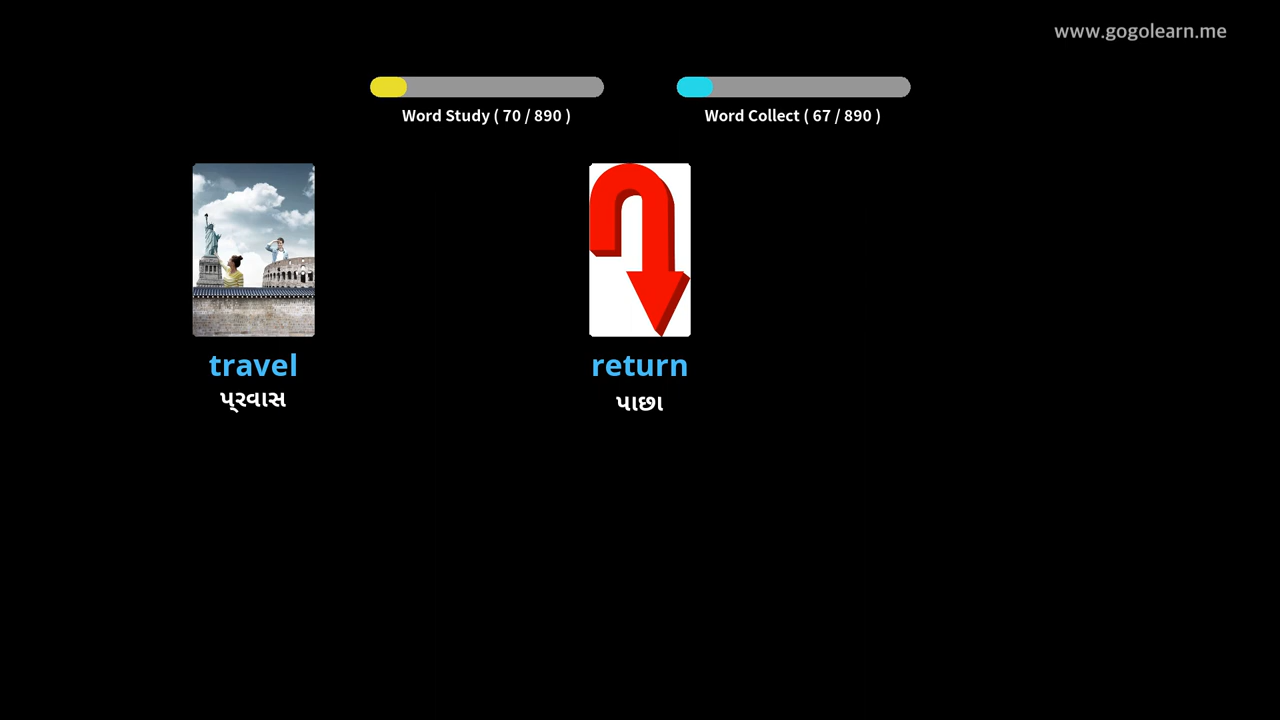 www.gogolearn.me
Word Study ( 70 / 890 )
Word Collect ( 67 / 890 )
travel
પ્રવાસ
return
પાછા